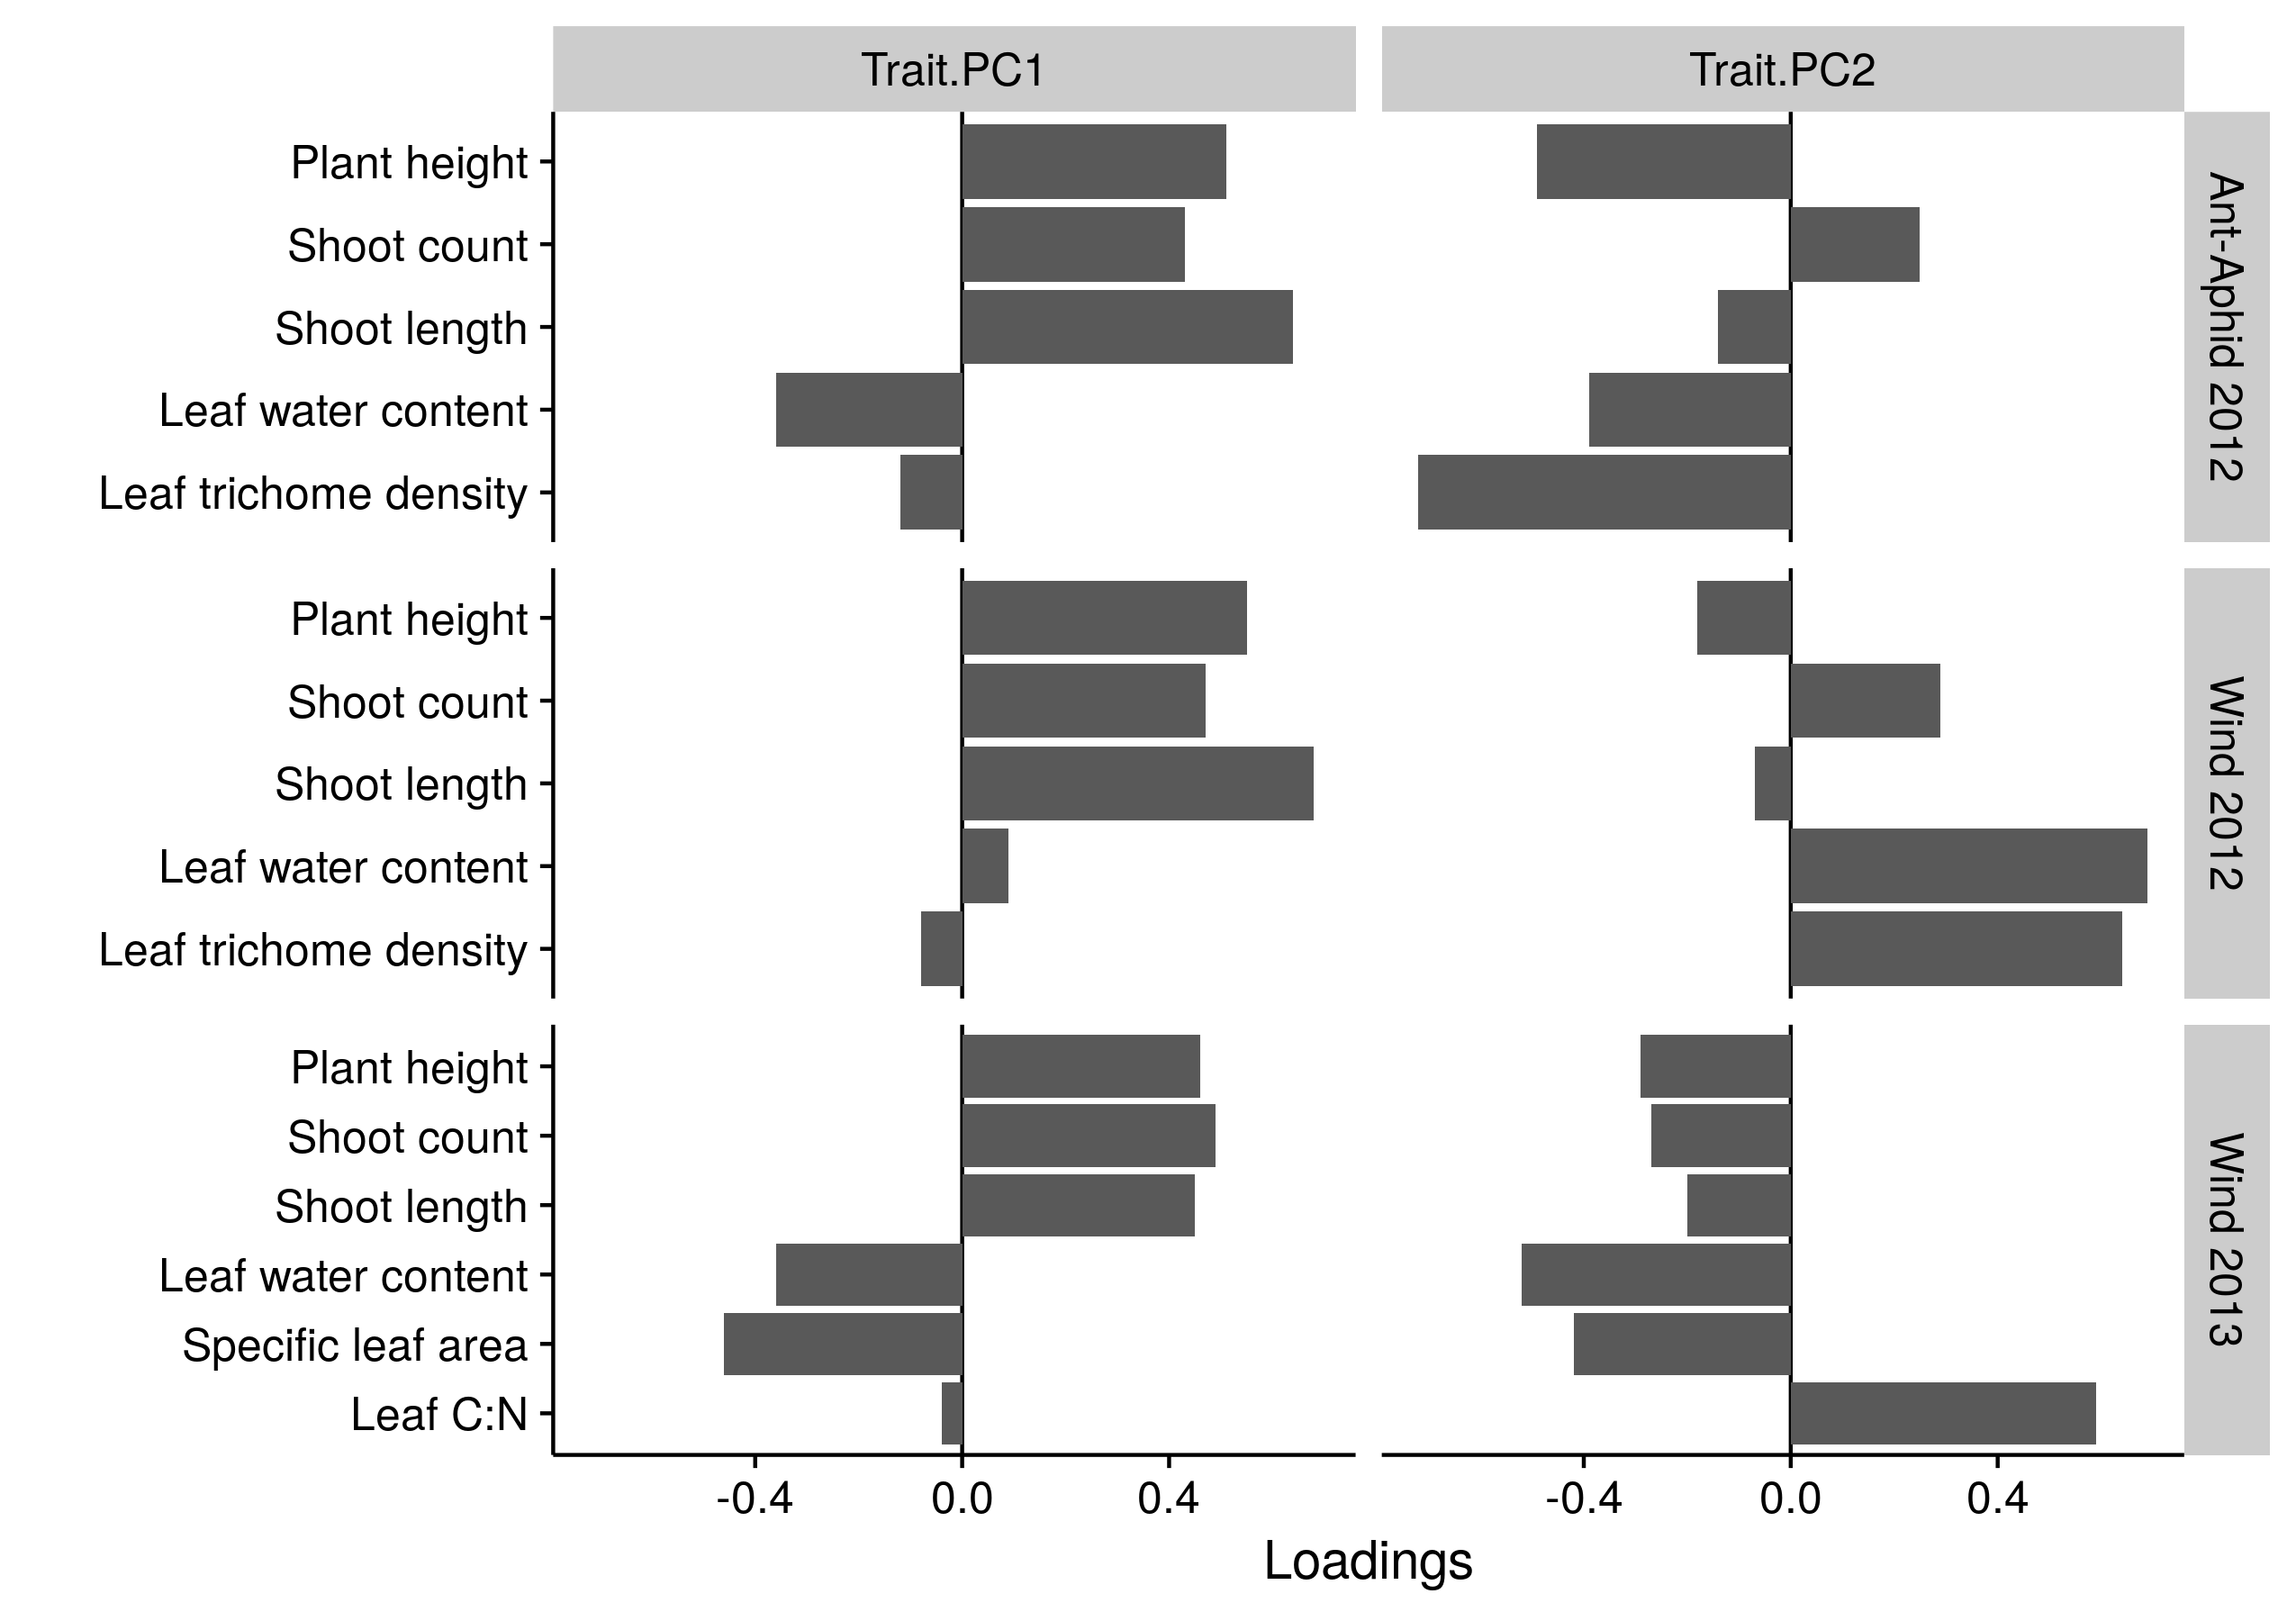 Trait.PC1
Trait.PC2
Plant height
Shoot count
Shoot length
Leaf water content
Leaf trichome density
Ant-Aphid 2012
Plant height
Shoot count
Shoot length
Leaf water content
Leaf trichome density
Wind 2012
Plant height
Shoot count
Shoot length
Leaf water content
Specific leaf area
Leaf C:N
Wind 2013
-0.4 0.0 0.4
-0.4 0.0 0.4
Loadings